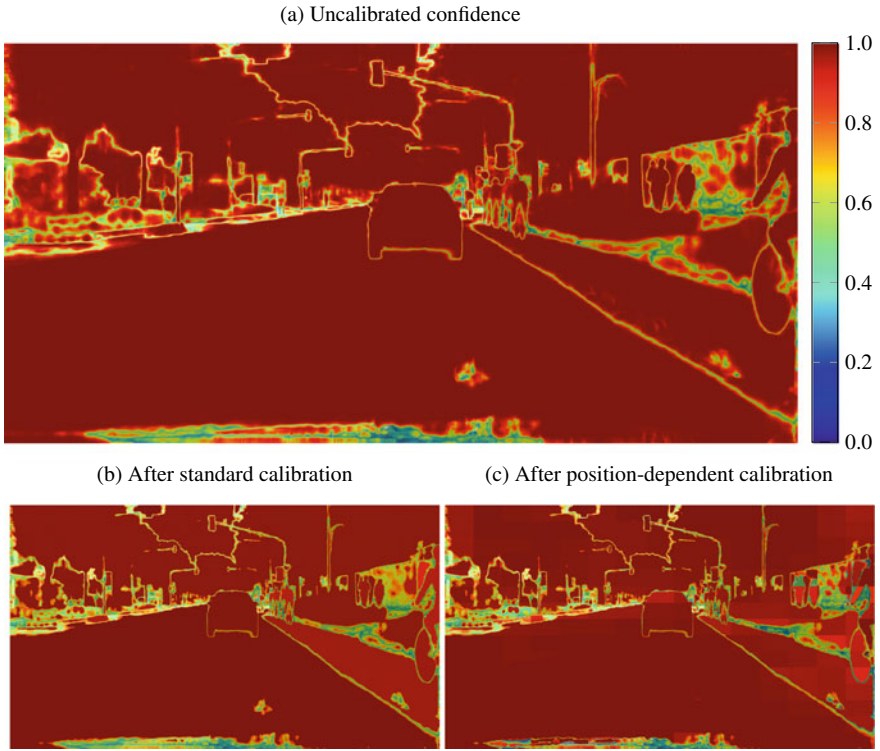 (a) Uncalibrated confidence
1.0
0.8
0.6
0.4
0.2
0.0
(b) After standard calibration
(c) After position-dependent calibration